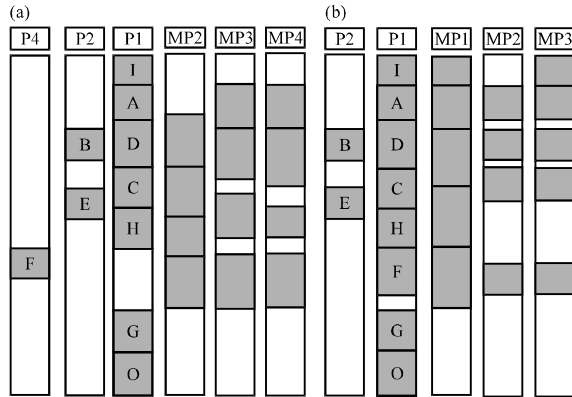 (a)
(b)
P4 P2 P1 MP2 MP3 MP4 P2 P1 MP1 MP2 MP3
I I
A A
B D B D
C C
E E
H H
F F
G G
O O